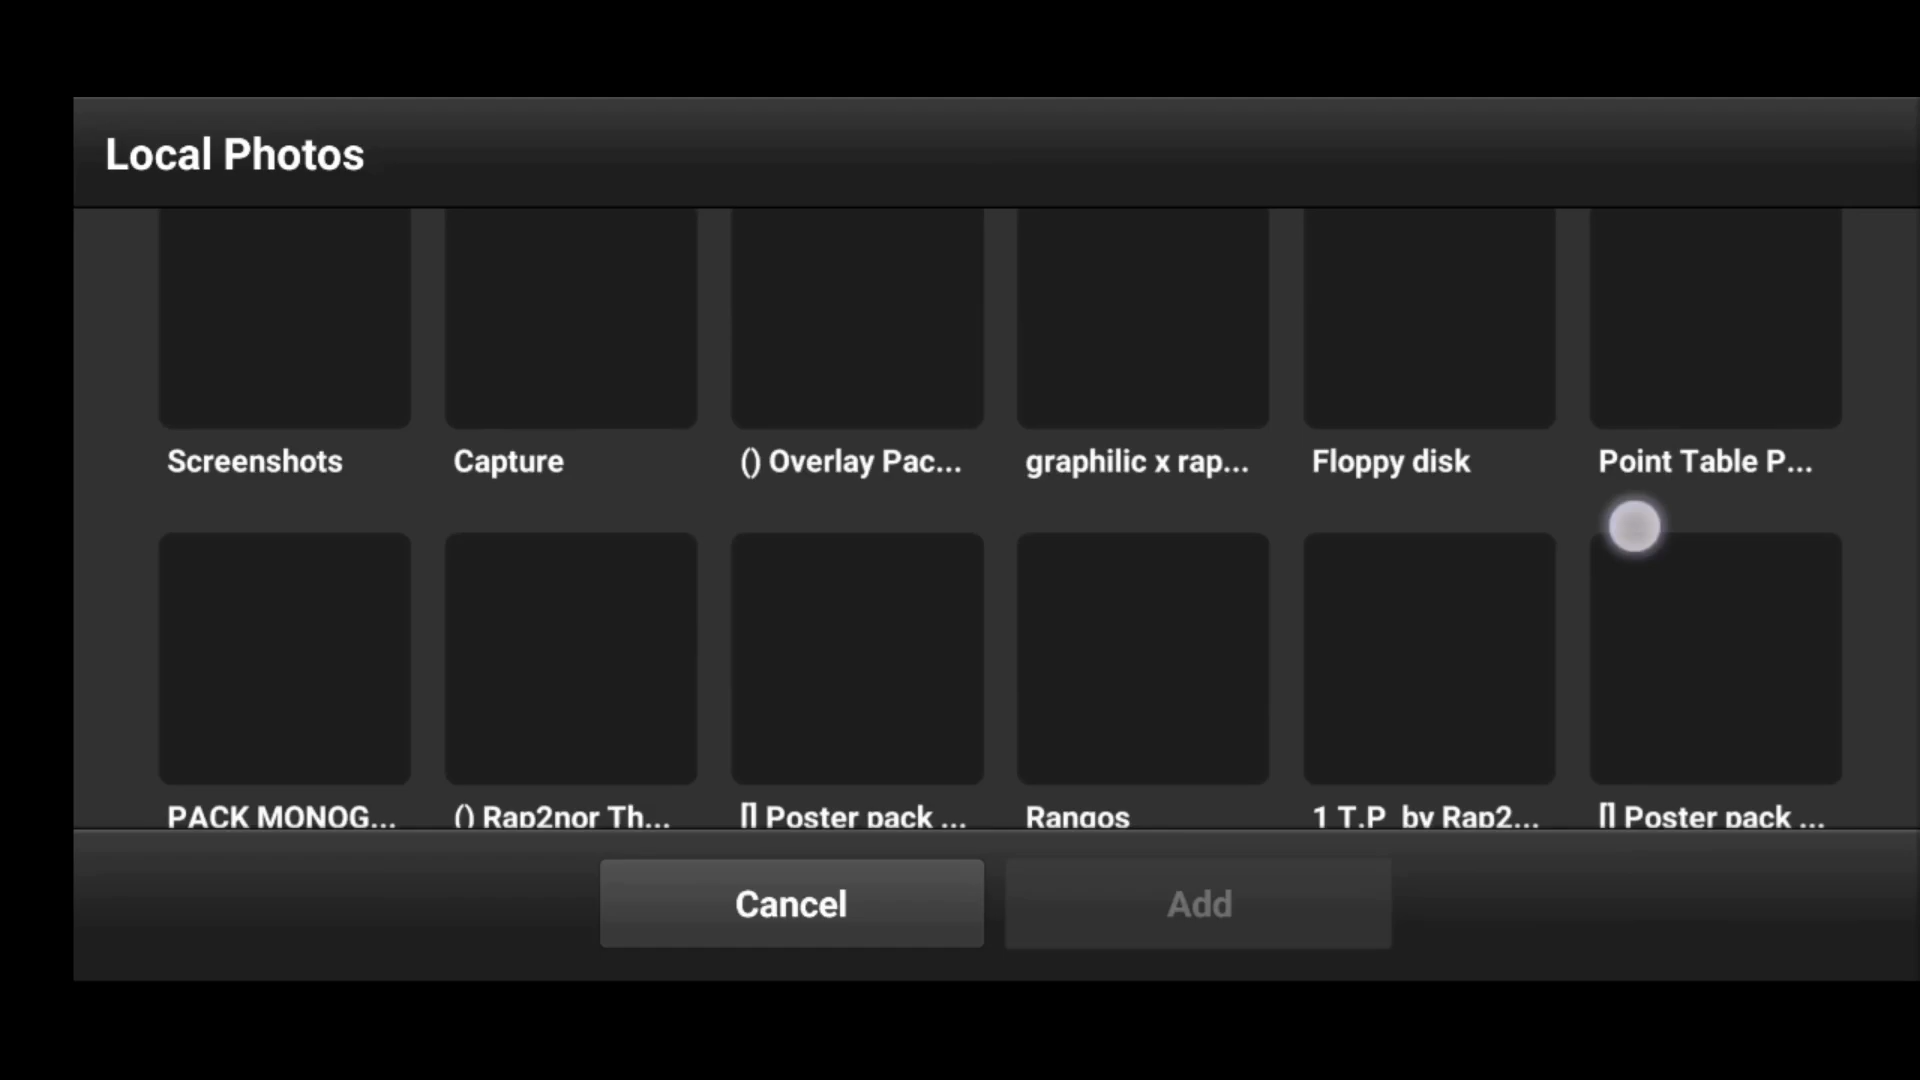 Local Photos
Screenshots
Capture
() Overlay Pac...
graphilic x rap...
Floppy disk
Point Table P...
PACK MONOG...
() Rap2nor Th...
[] Poster pack ...
Rangos
1 T.P by Rap2...
[] Poster pack ...
Cancel
Add